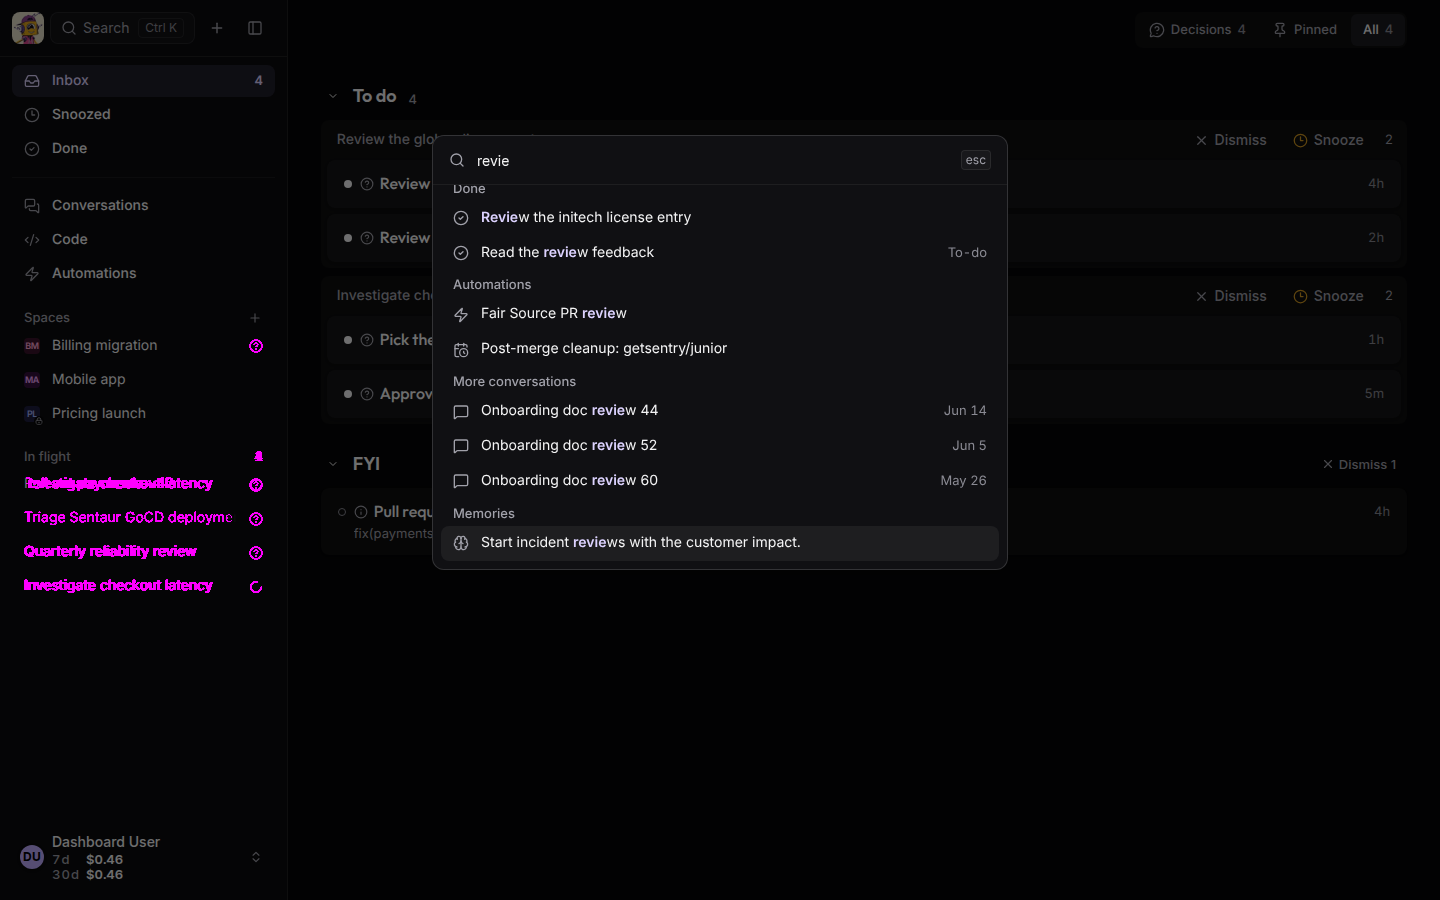 Search Ctrl K
Inbox 4
Snoozed
Done
Conversations
Code
Automations
Spaces
BM Billing migration
MA Mobile app
PL Pricing launch
In flight
Triage Sentaur GoCD deployme
Quarterly reliability review
Investigate checkout latency
DU Dashboard User
7d $0.46
30d $0.46
Decisions 4 Pinned All 4
To do 4
Review the glob
Dismiss Snooze 2
Review 4h
Review 2h
Investigate che
Dismiss Snooze 2
Pick the 1h
Approv 5m
FYI Dismiss 1
Pull requ 4h
fix(payments
revie esc
Done
Review the initech license entry
Read the review feedback To-do
Automations
Fair Source PR review
Post-merge cleanup: getsentry/junior
More conversations
Onboarding doc review 44 Jun 14
Onboarding doc review 52 Jun 5
Onboarding doc review 60 May 26
Memories
Start incident reviews with the customer impact.